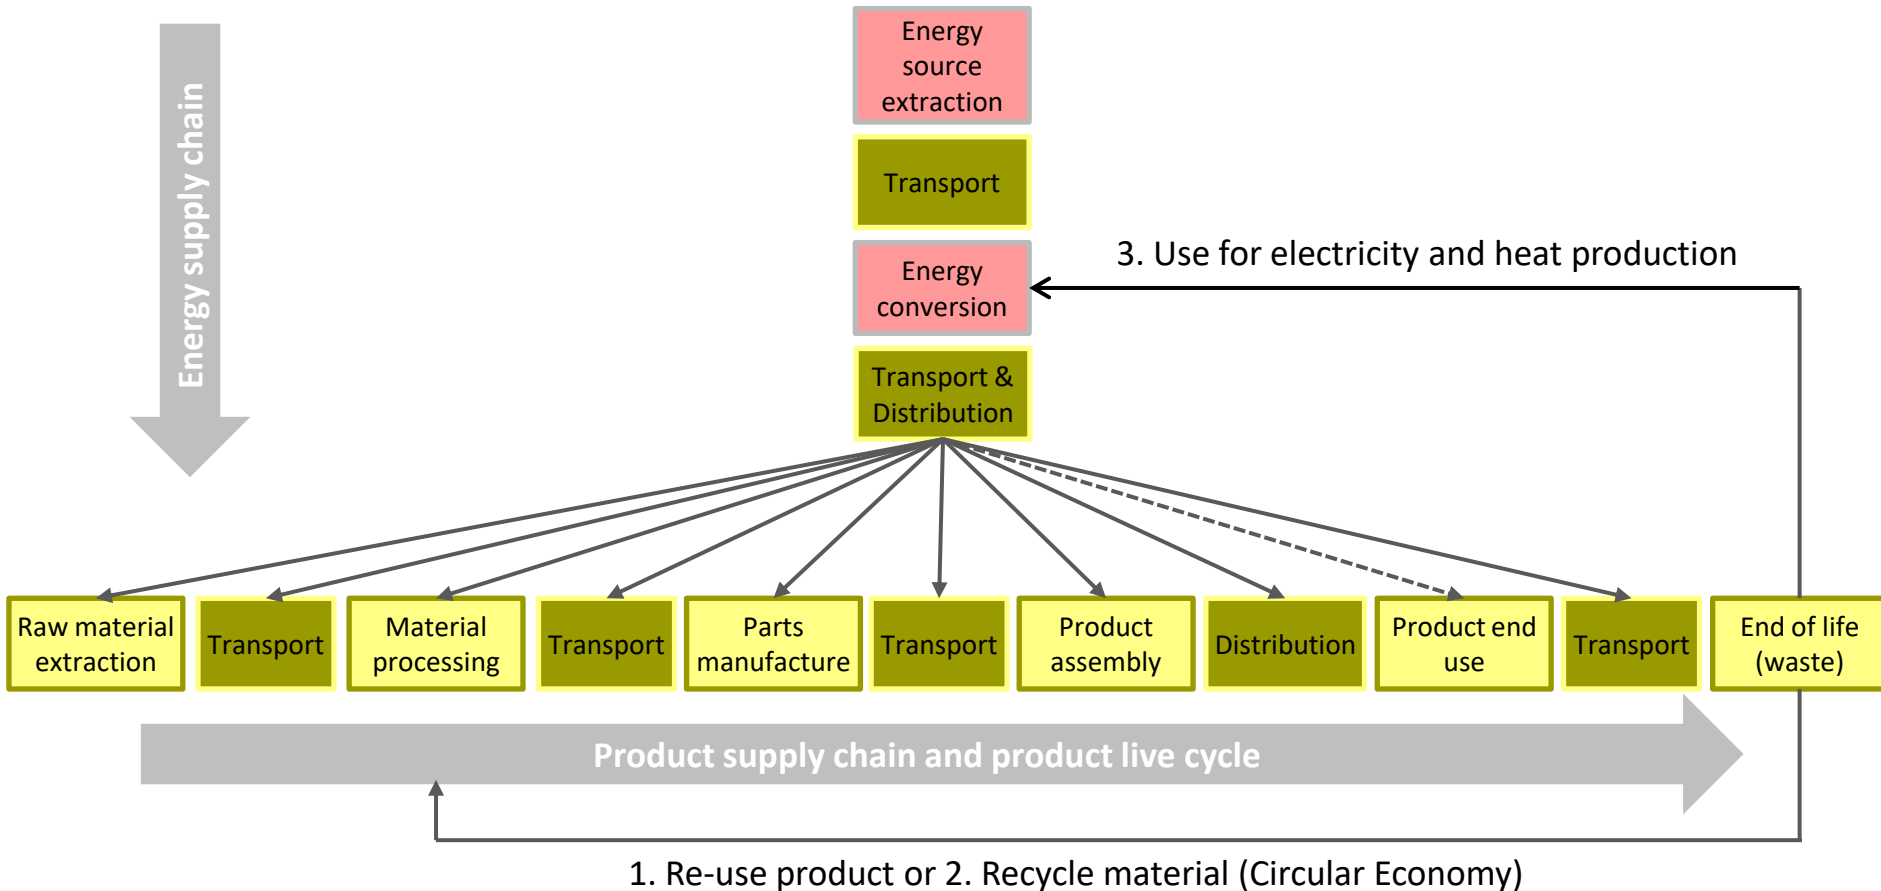 Energy
source
extraction
Energy supply chain
Transport
3. Use for electricity and heat production
Energy
conversion
Transport &
Distribution
Raw material
extraction
Transport
Material
processing
Transport
Parts
manufacture
Transport
Product
assembly
Distribution
Product end
use
Transport
End of life
(waste)
Product supply chain and product live cycle
1. Re-use product or 2. Recycle material (Circular Economy)